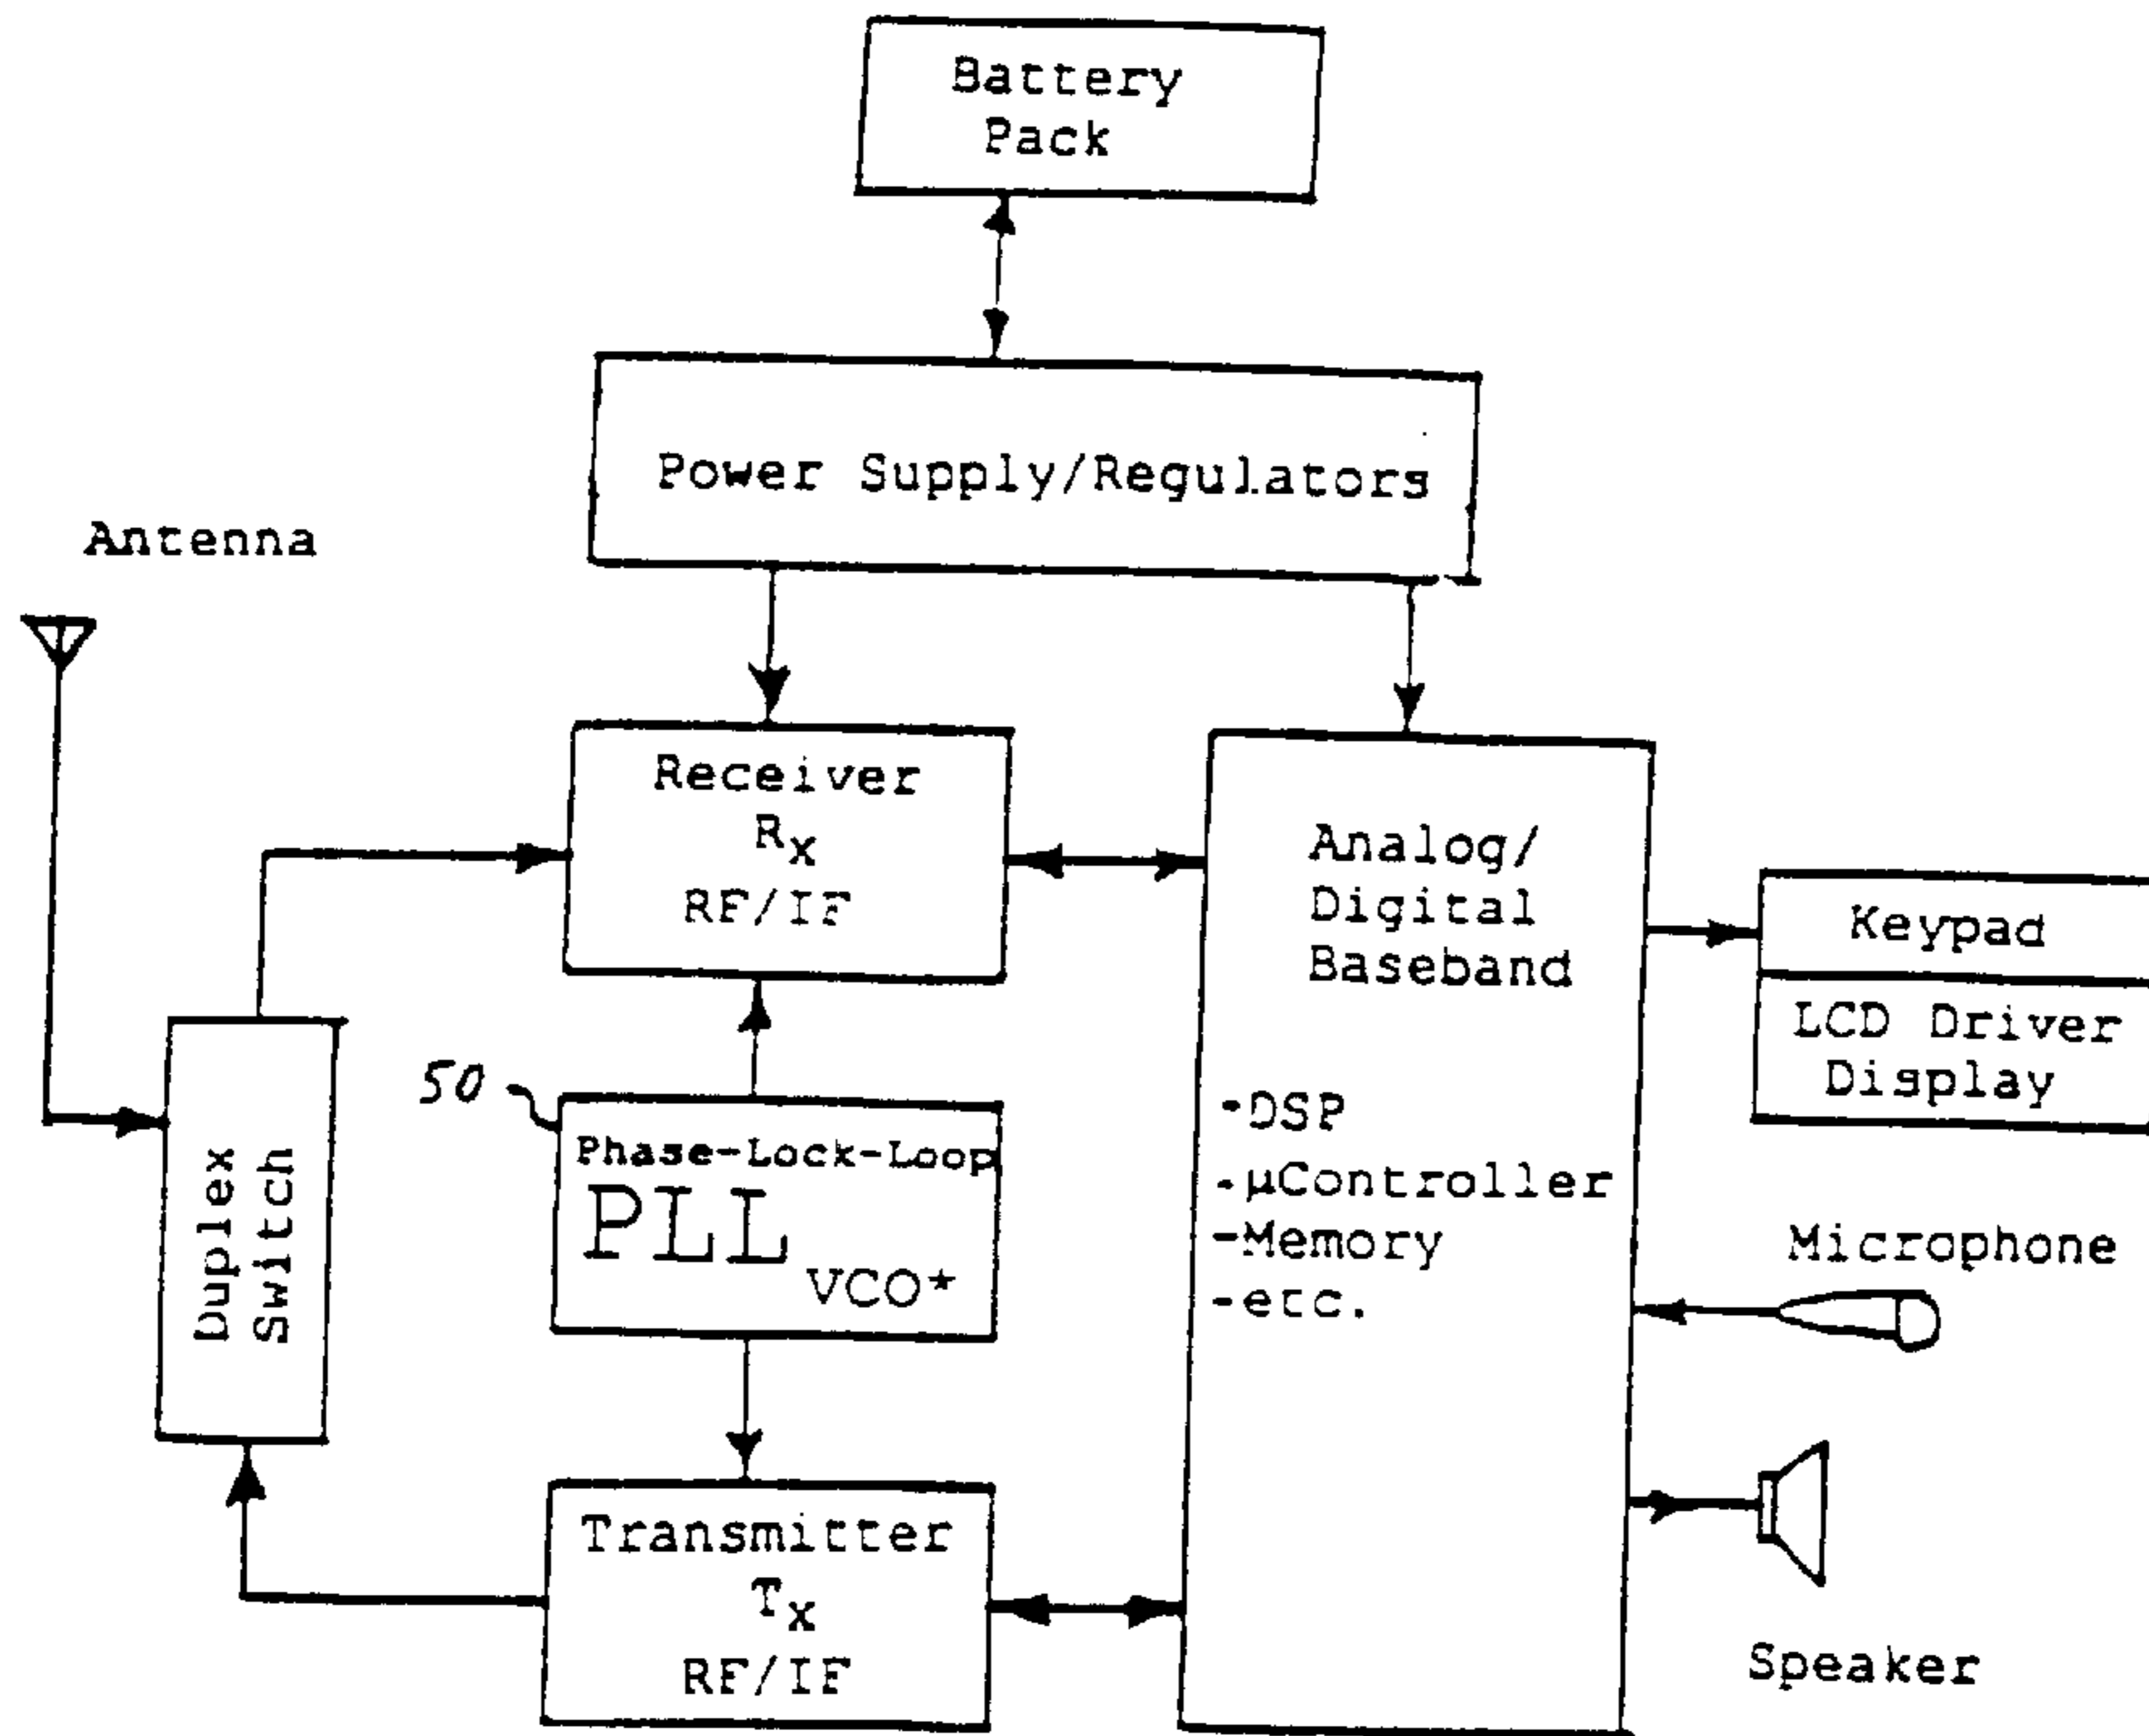 Battery
Pack
Power Supply/Regulators
Antenna
Receiver
Rx
RF/IF
Analog/
Digital
Baseband
-DSP
-µController
-Memory
-etc.
Keypad
LCD Driver
Display
50
Phase-Lock-Loop
PLL
VCO*
Duplex
Switch
Microphone
Transmitter
Tx
RF/IF
Speaker